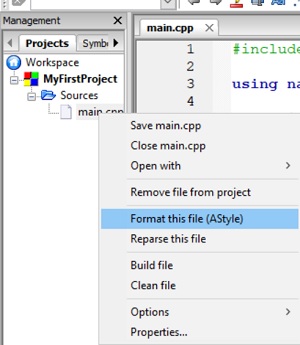 Management
Projects
Symb
main.cpp
Workspace
MyFirstProject
Sources
main.cpp
1
2
3
4
#include
using na
Save main.cpp
Close main.cpp
Open with
Remove file from project
Format this file (AStyle)
Reparse this file
Build file
Clean file
Options
Properties...